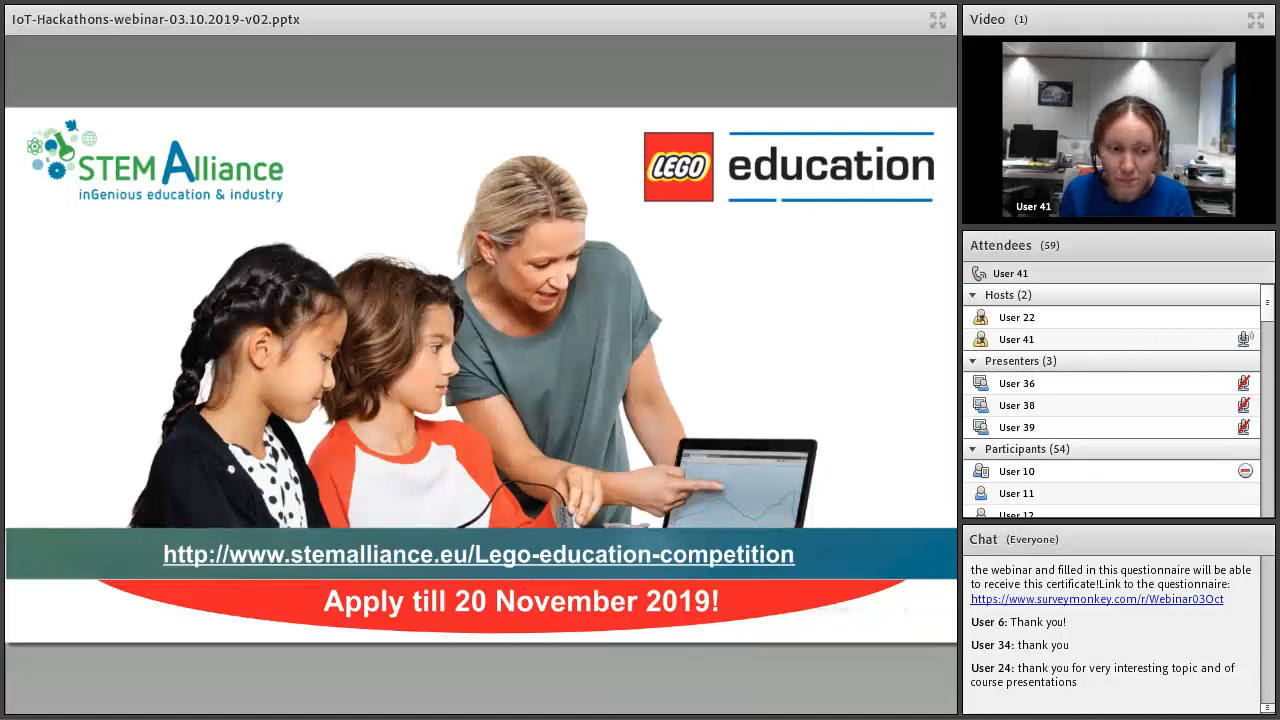 IoT-Hackathons-webinar-03.10.2019-v02.pptx
STEM Alliance
inGenious education & industry
LEGO education
http://www.stemalliance.eu/Lego-education-competition
Apply till 20 November 2019!
Video (1)
User 41
Attendees (59)
User 41
Hosts (2)
User 22
User 41
Presenters (3)
User 36
User 38
User 39
Participants (54)
User 10
User 11
User 12
Chat (Everyone)
the webinar and filled in this questionnaire will be able
to receive this certificate!Link to the questionnaire:
https://www.surveymonkey.com/r/Webinar03Oct
User 6: Thank you!
User 34: thank you
User 24: thank you for very interesting topic and of
course presentations